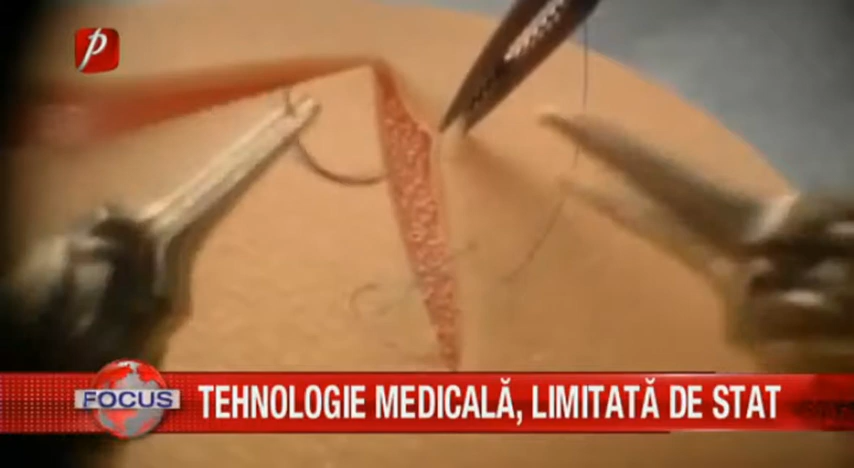 p
FOCUS
TEHNOLOGIE MEDICALĂ, LIMITATĂ DE STAT